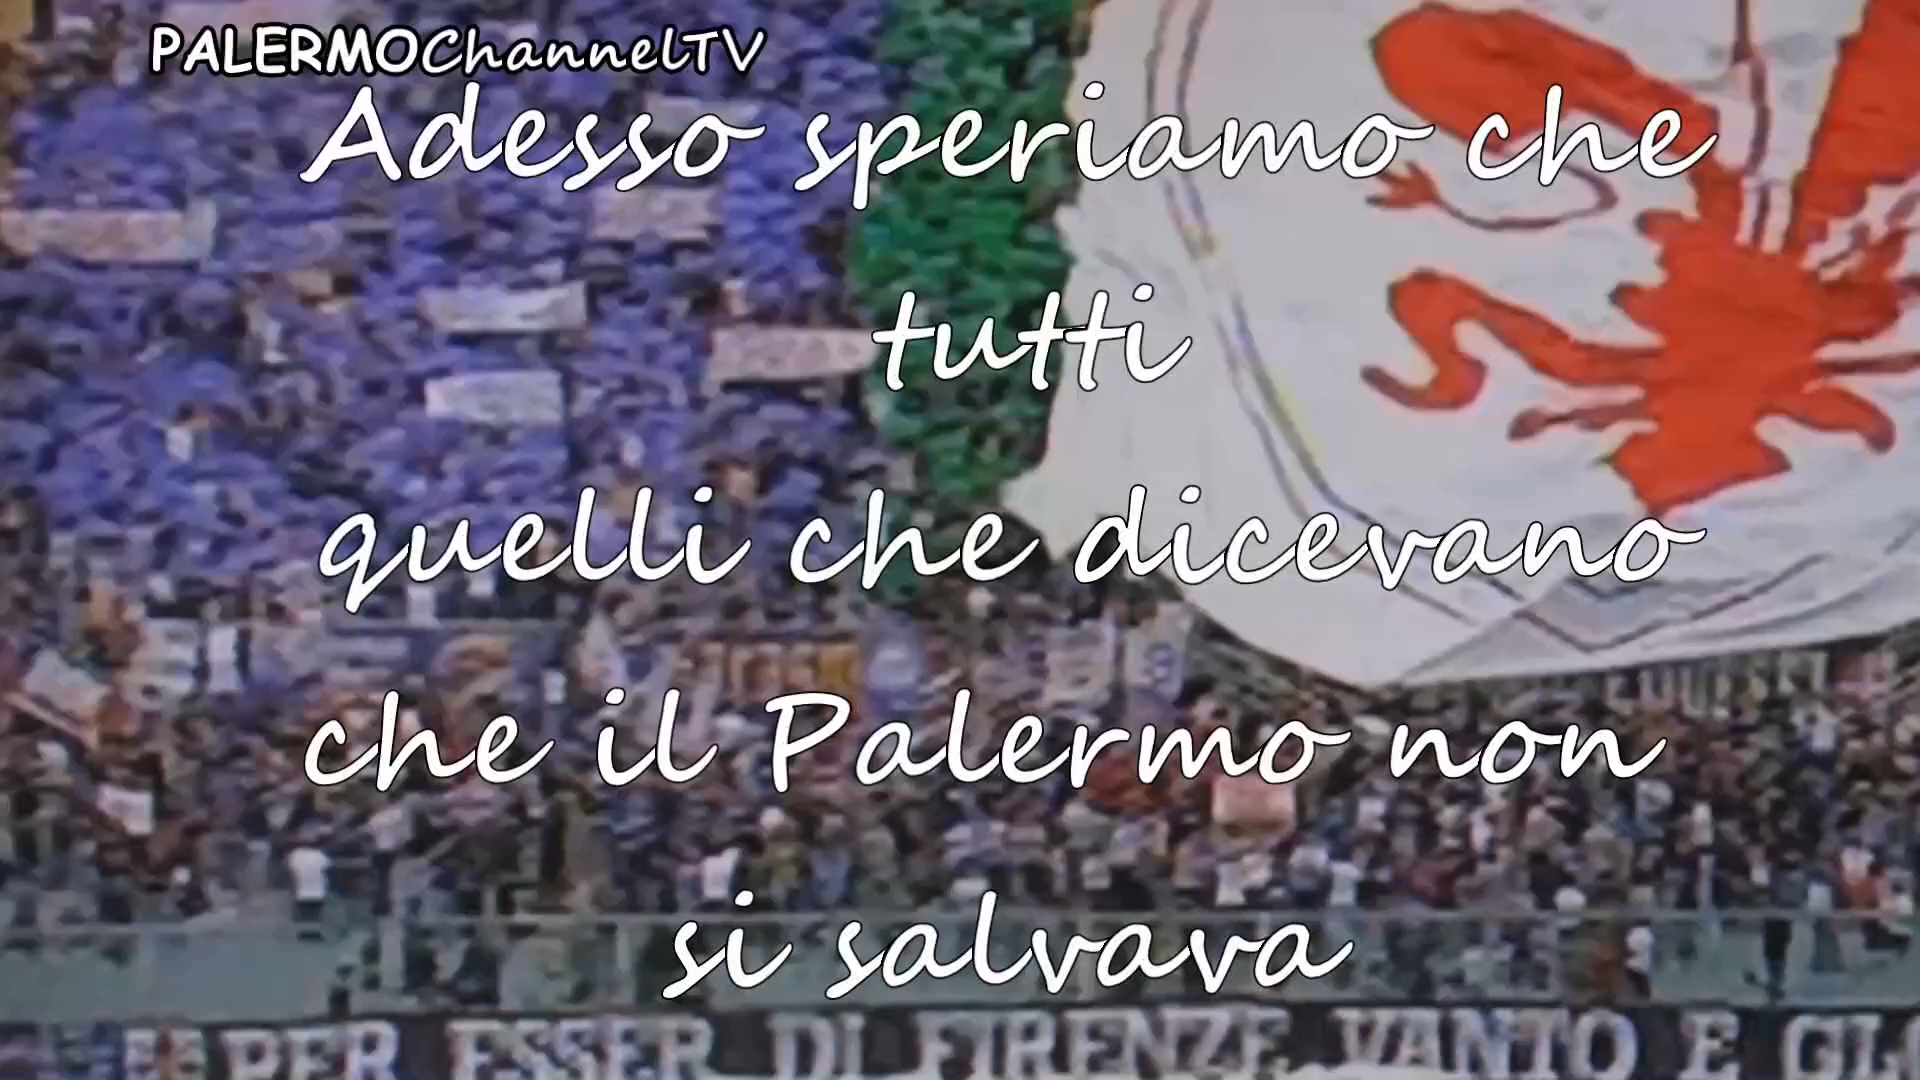 PALERMOChannelTV
Adesso speriamo che
tutti
quelli che dicevano
che il Palermo non
si salvava
PER ESSER DI FIRENZE VANTO E